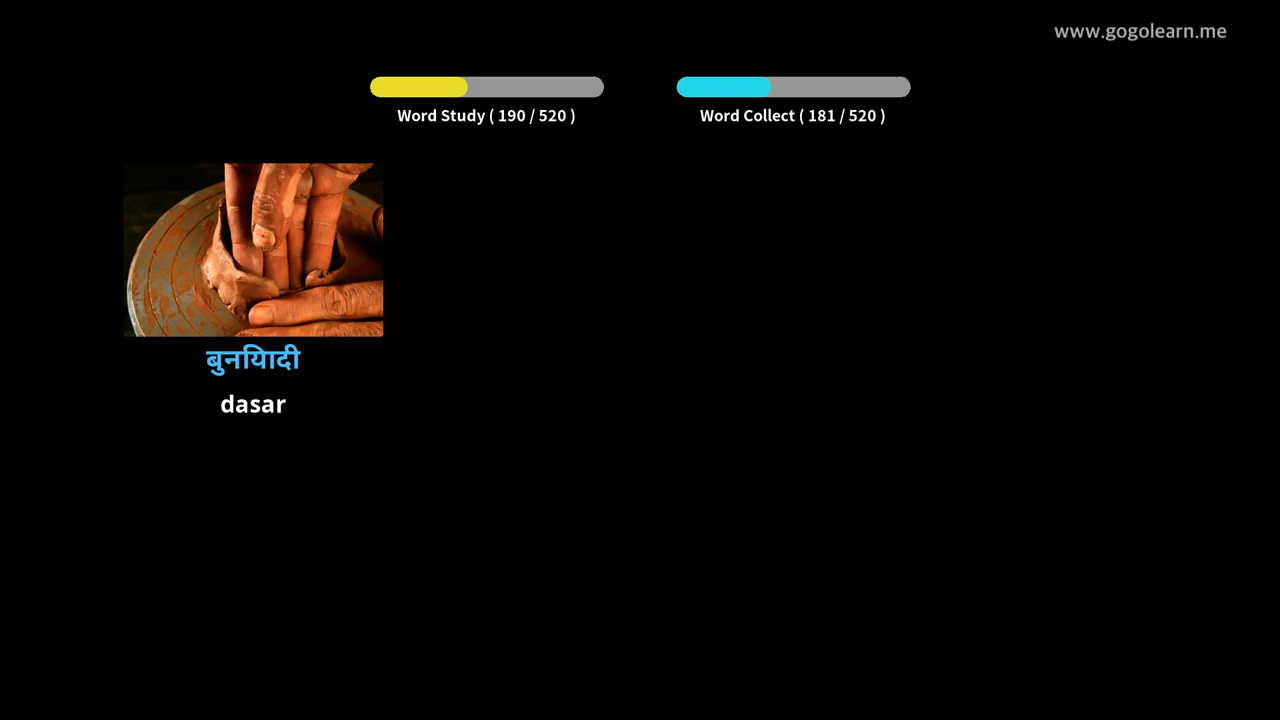 www.gogolearn.me
Word Study ( 190 / 520 )
Word Collect ( 181 / 520 )
बुनियादी
dasar